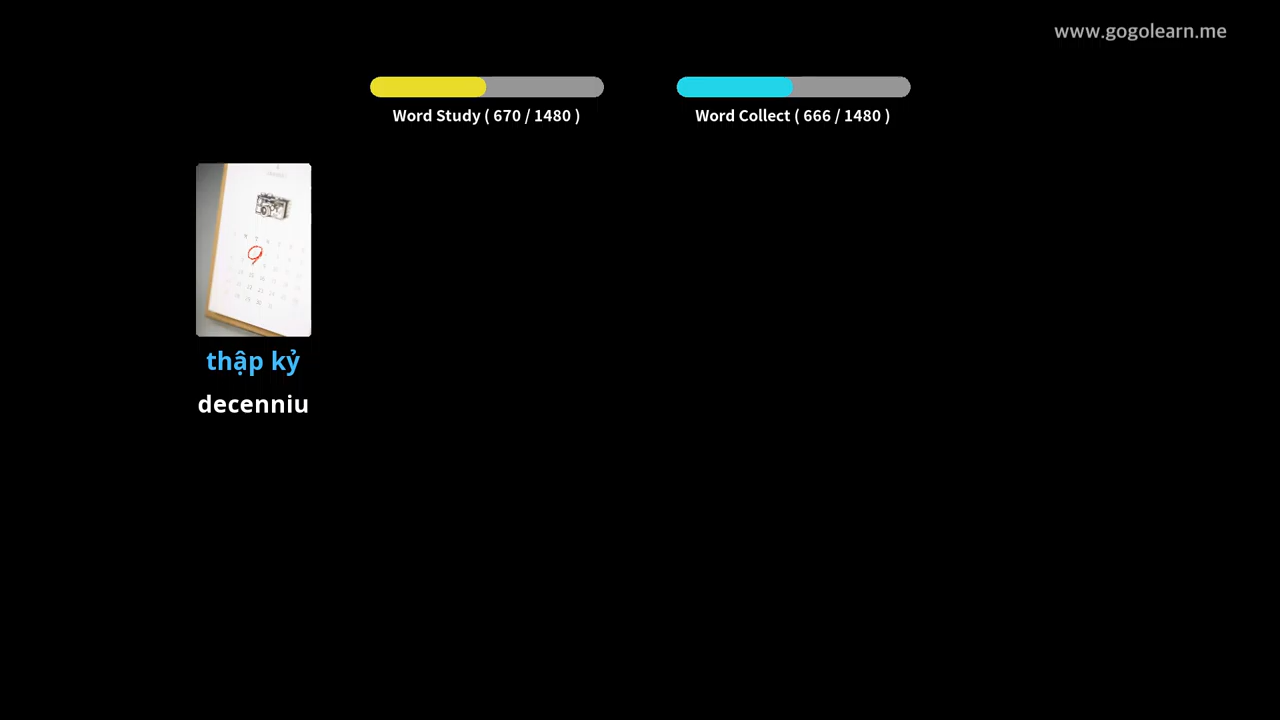 www.gogolearn.me
Word Study ( 670 / 1480 )
Word Collect ( 666 / 1480 )
thập kỷ
decenniu